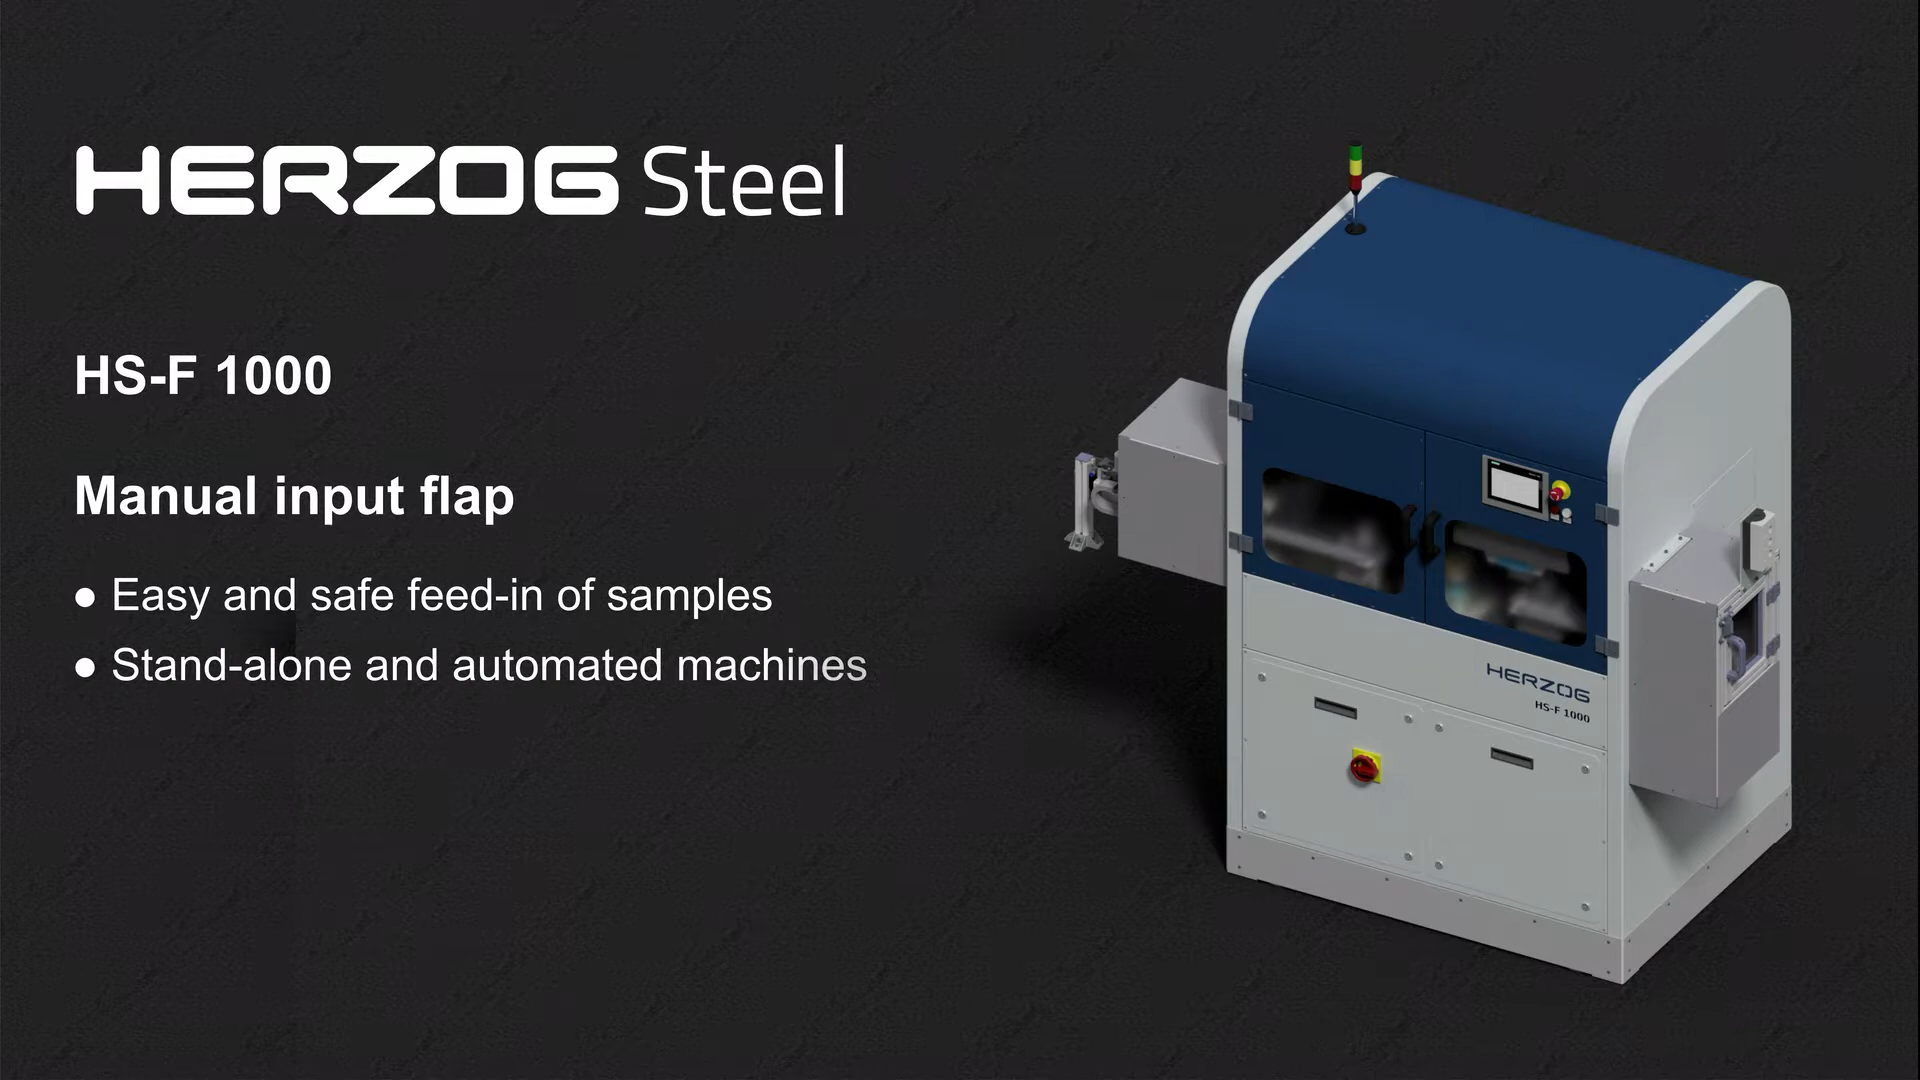 HERZOG Steel
HS-F 1000
Manual input flap
● Easy and safe feed-in of samples
● Stand-alone and automated machines
HERZOG
HS-F 1000